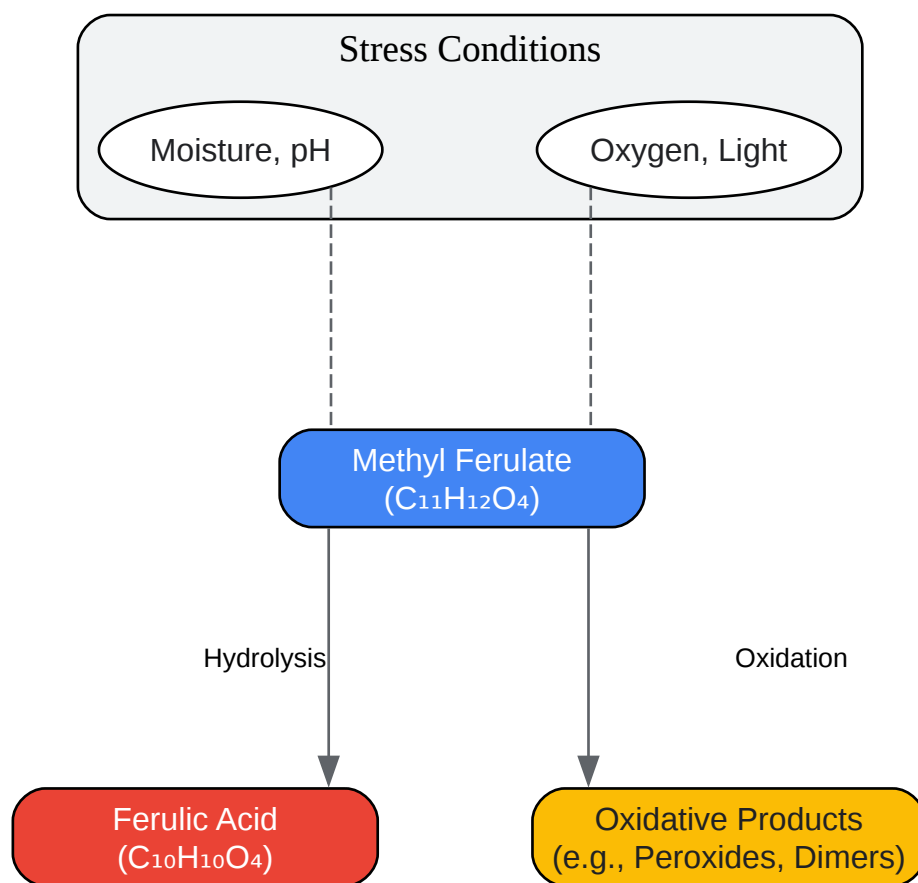 Stress Conditions
Moisture, pH
Oxygen, Light
Methyl Ferulate
(C₁₁H₁₂O₄)
Hydrolysis
Oxidation
Ferulic Acid
(C₁₀H₁₀O₄)
Oxidative Products
(e.g., Peroxides, Dimers)